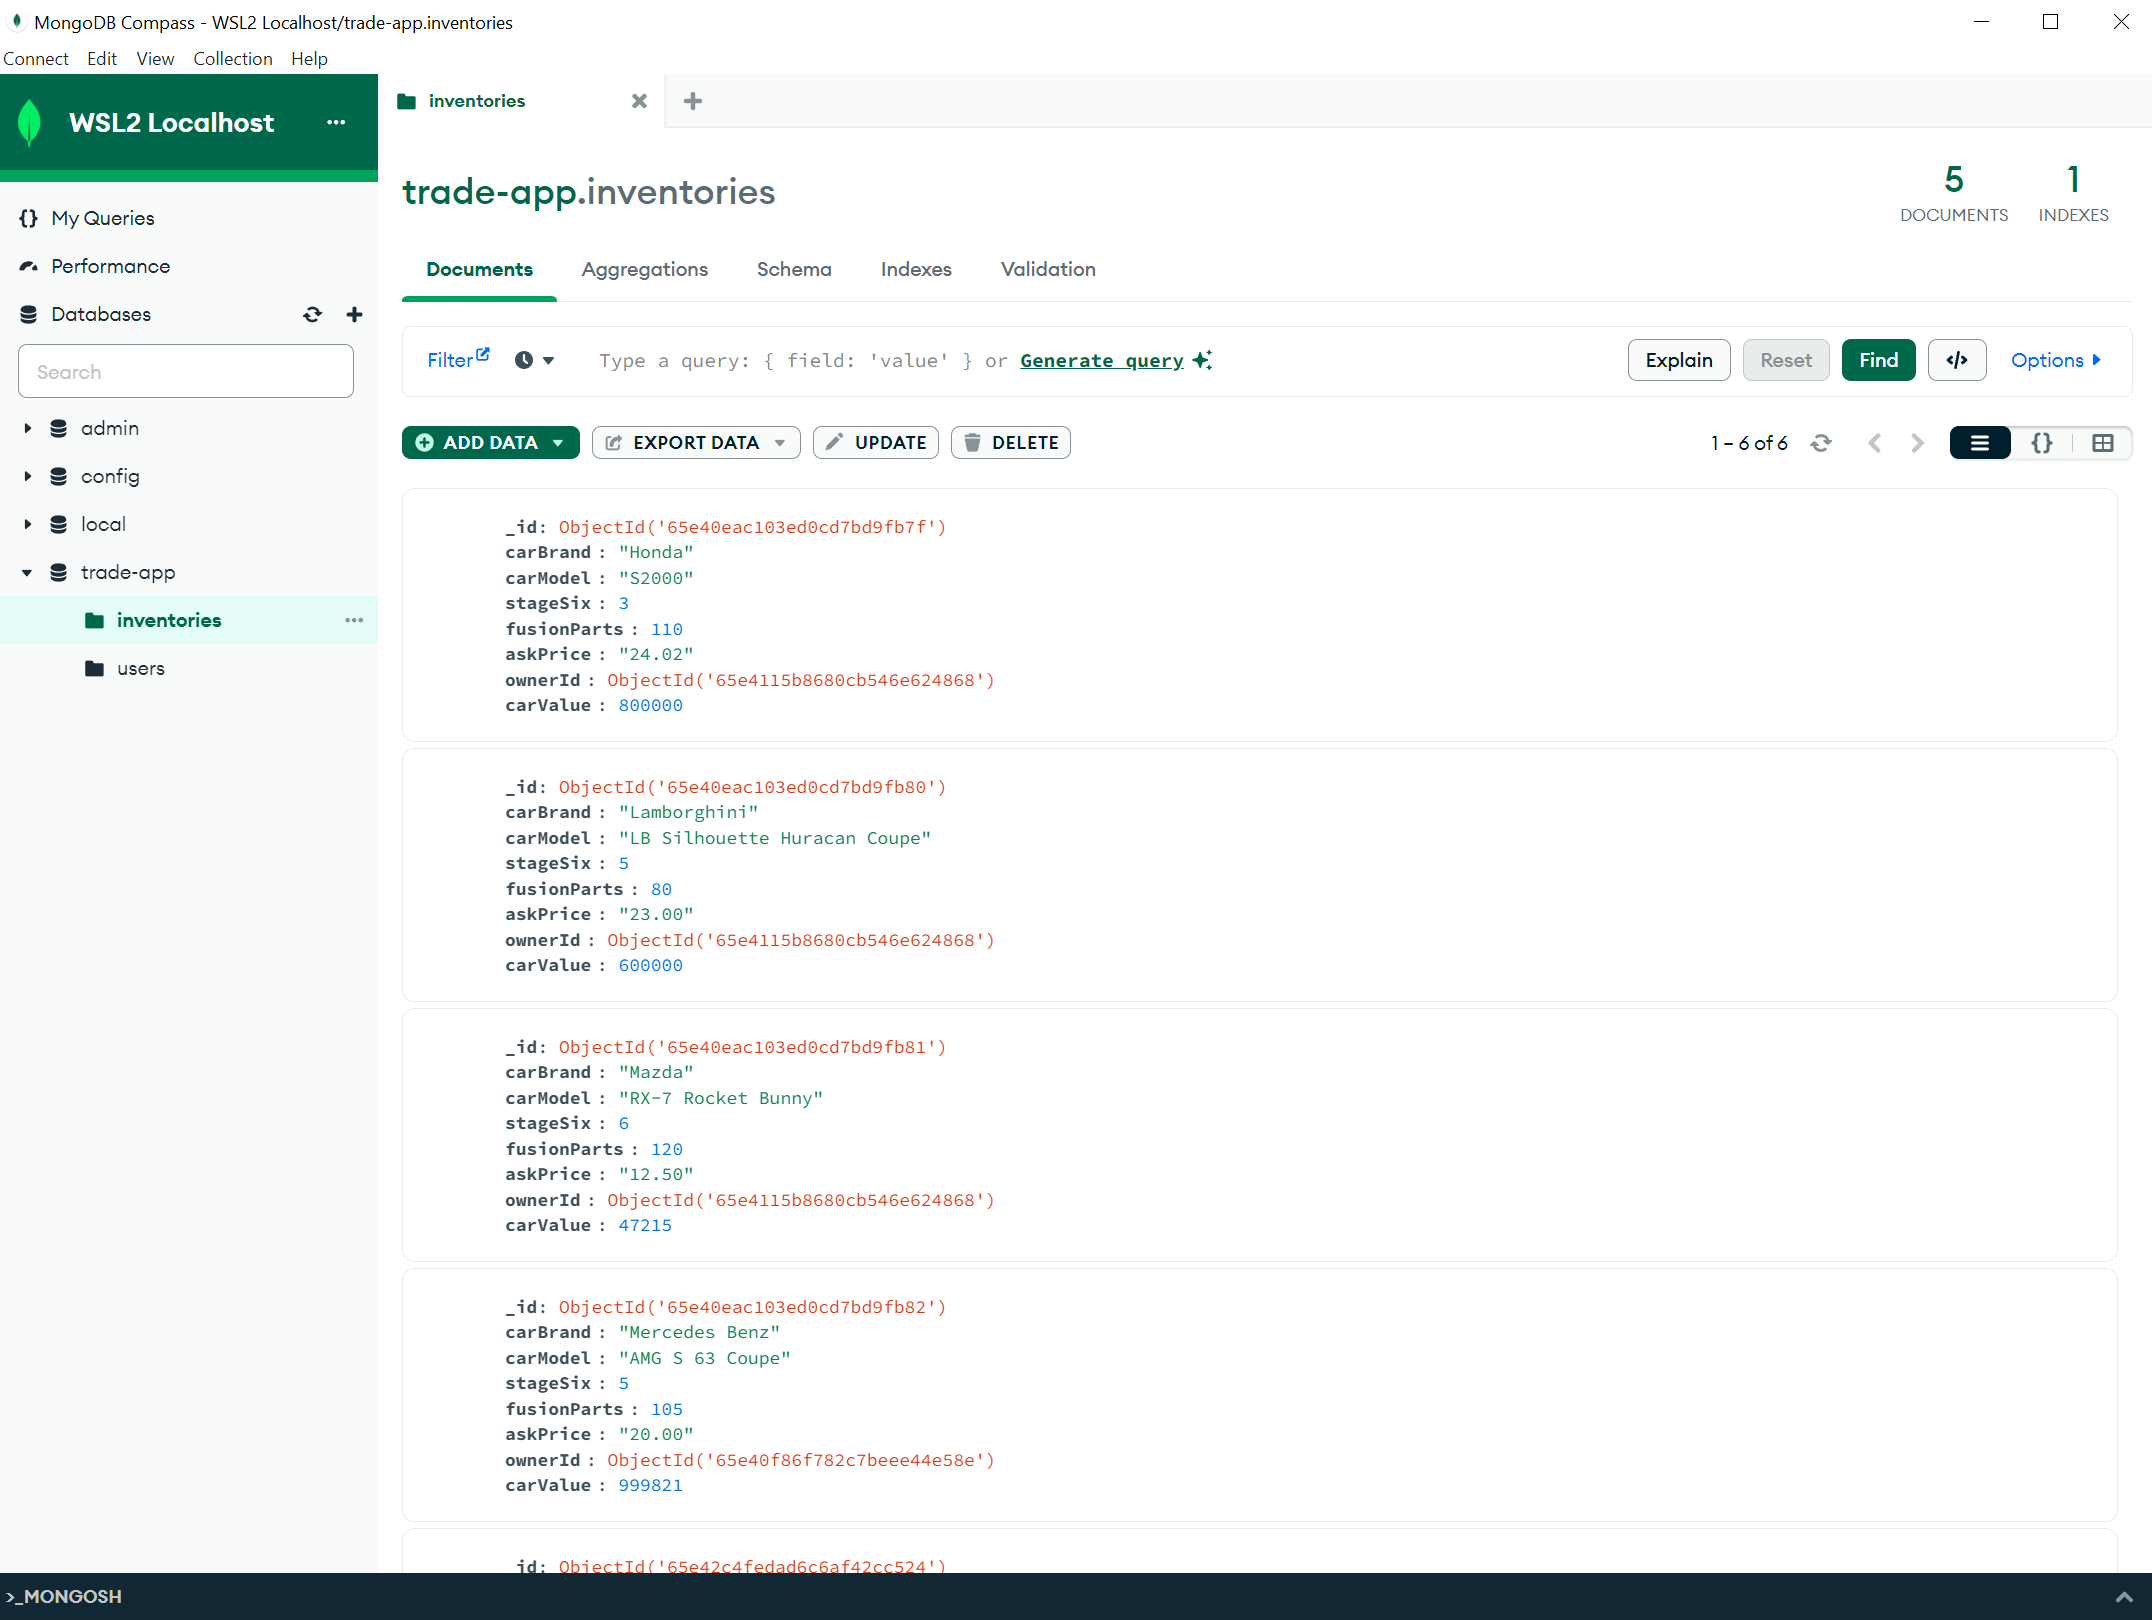 MongoDB Compass - WSL2 Localhost/trade-app.inventories
Connect Edit View Collection Help
WSL2 Localhost
My Queries
Performance
Databases
Search
admin
config
local
trade-app
inventories
users
inventories
trade-app.inventories
5
DOCUMENTS
1
INDEXES
Documents Aggregations Schema Indexes Validation
Filter Type a query: { field: 'value' } or Generate query Explain Reset Find </> Options
ADD DATA EXPORT DATA UPDATE DELETE 1 – 6 of 6 {}
_id: ObjectId('65e40eac103ed0cd7bd9fb7f')
carBrand : "Honda"
carModel : "S2000"
stageSix : 3
fusionParts : 110
askPrice : "24.02"
ownerId : ObjectId('65e4115b8680cb546e624868')
carValue : 800000
_id: ObjectId('65e40eac103ed0cd7bd9fb80')
carBrand : "Lamborghini"
carModel : "LB Silhouette Huracan Coupe"
stageSix : 5
fusionParts : 80
askPrice : "23.00"
ownerId : ObjectId('65e4115b8680cb546e624868')
carValue : 600000
_id: ObjectId('65e40eac103ed0cd7bd9fb81')
carBrand : "Mazda"
carModel : "RX-7 Rocket Bunny"
stageSix : 6
fusionParts : 120
askPrice : "12.50"
ownerId : ObjectId('65e4115b8680cb546e624868')
carValue : 47215
_id: ObjectId('65e40eac103ed0cd7bd9fb82')
carBrand : "Mercedes Benz"
carModel : "AMG S 63 Coupe"
stageSix : 5
fusionParts : 105
askPrice : "20.00"
ownerId : ObjectId('65e40f86f782c7beee44e58e')
carValue : 999821
_id: ObjectId('65e42c4fedad6c6af42cc524')
>_MONGOSH